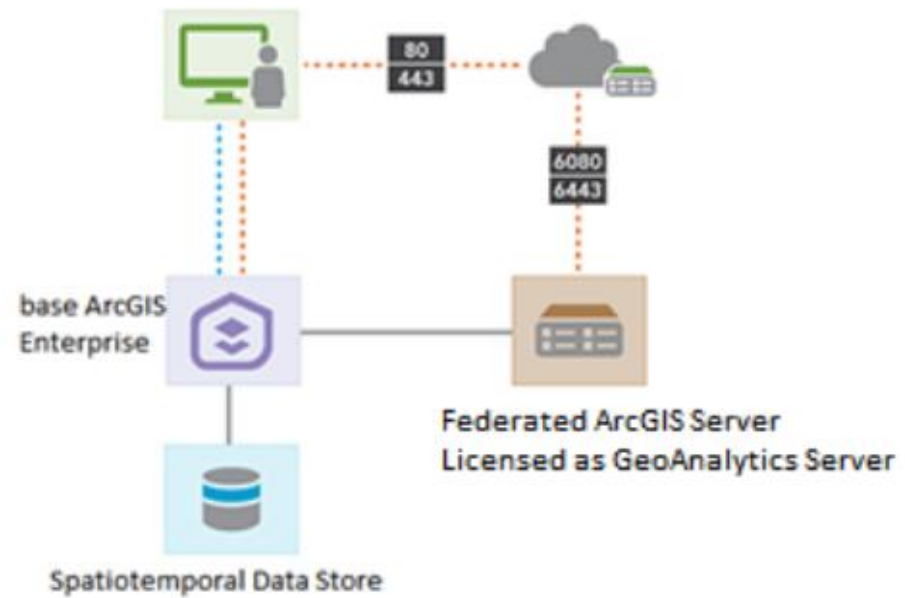 80
443
6080
6443
base ArcGIS
Enterprise
Federated ArcGIS Server
Licensed as GeoAnalytics Server
Spatiotemporal Data Store